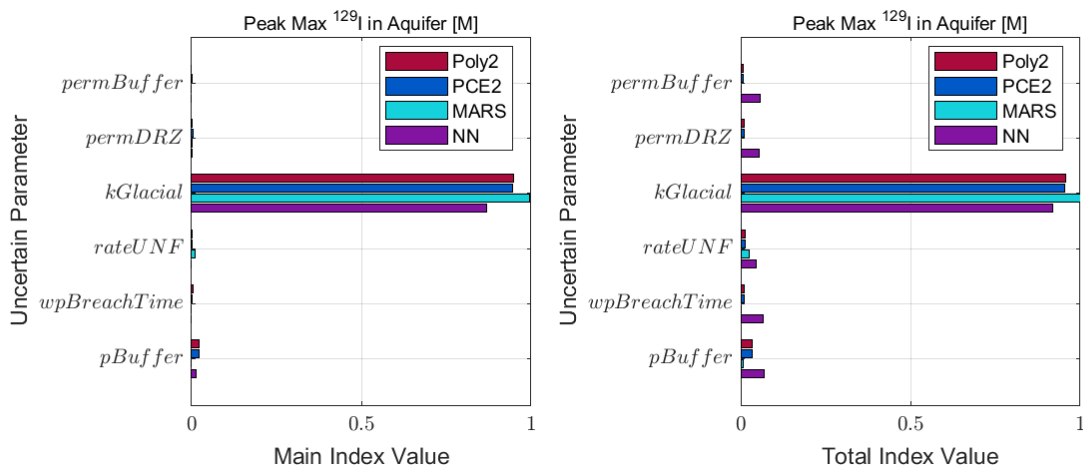 Peak Max ¹²⁹I in Aquifer [M]
Poly2
PCE2
MARS
NN
permBuffer
permDRZ
kGlacial
rateUNF
wpBreachTime
pBuffer
Uncertain Parameter
0
0.5
1
Main Index Value
Peak Max ¹²⁹I in Aquifer [M]
Poly2
PCE2
MARS
NN
permBuffer
permDRZ
kGlacial
rateUNF
wpBreachTime
pBuffer
Uncertain Parameter
0
0.5
1
Total Index Value